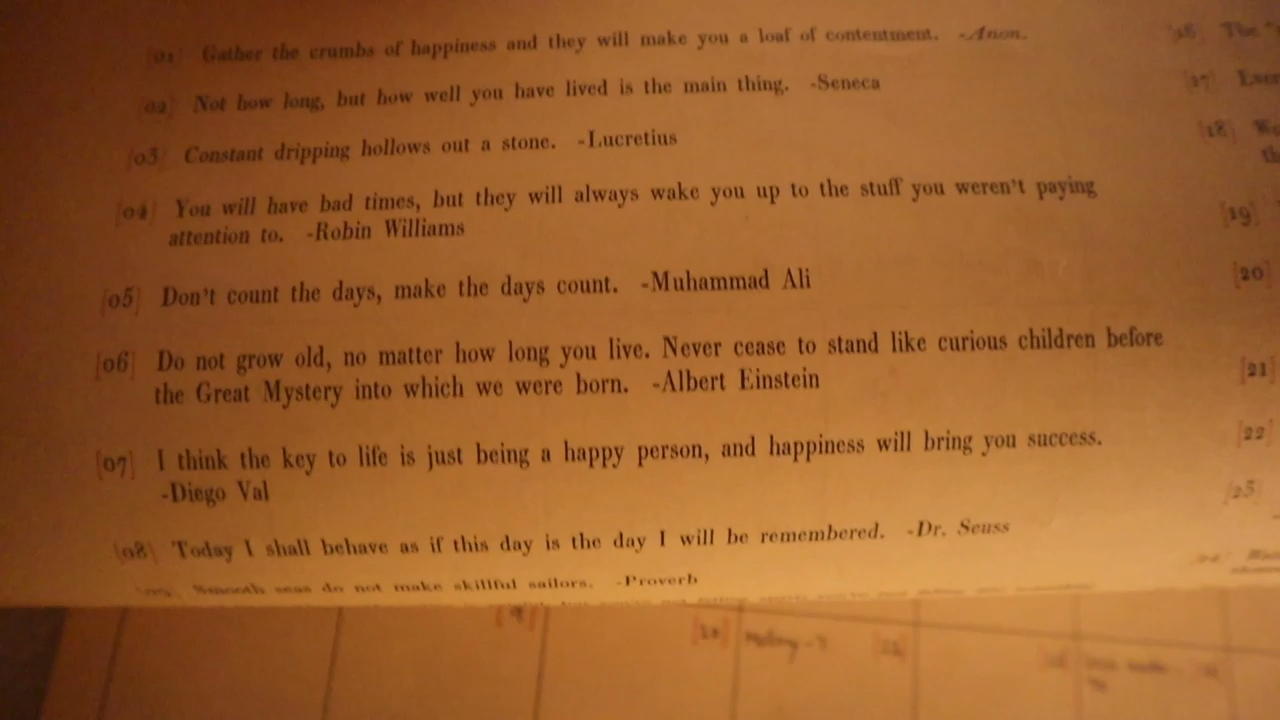 [01] Gather the crumbs of happiness and they will make you a loaf of contentment. -Anon.
[02] Not how long, but how well you have lived is the main thing. -Seneca
[03] Constant dripping hollows out a stone. -Lucretius
[04] You will have bad times, but they will always wake you up to the stuff you weren't paying
attention to. -Robin Williams
[05] Don't count the days, make the days count. -Muhammad Ali
[06] Do not grow old, no matter how long you live. Never cease to stand like curious children before
the Great Mystery into which we were born. -Albert Einstein
[07] I think the key to life is just being a happy person, and happiness will bring you success.
-Diego Val
[08] Today I shall behave as if this day is the day I will be remembered. -Dr. Seuss
Smooth seas do not make skillful sailors. -Proverb
[16] The
[17]
[18]
[19]
[20]
[21]
[22]
[23]